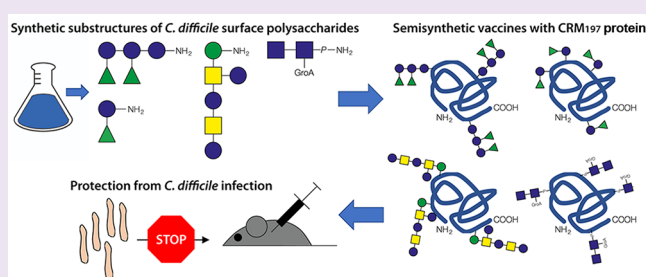 Synthetic substructures of C. difficile surface polysaccharides
Semisynthetic vaccines with CRM197 protein
NH2
NH2
P NH2
GroA
NH2
NH2
COOH
NH2
COOH
Protection from C. difficile infection
STOP
NH2
COOH
GroA
NH2
COOH